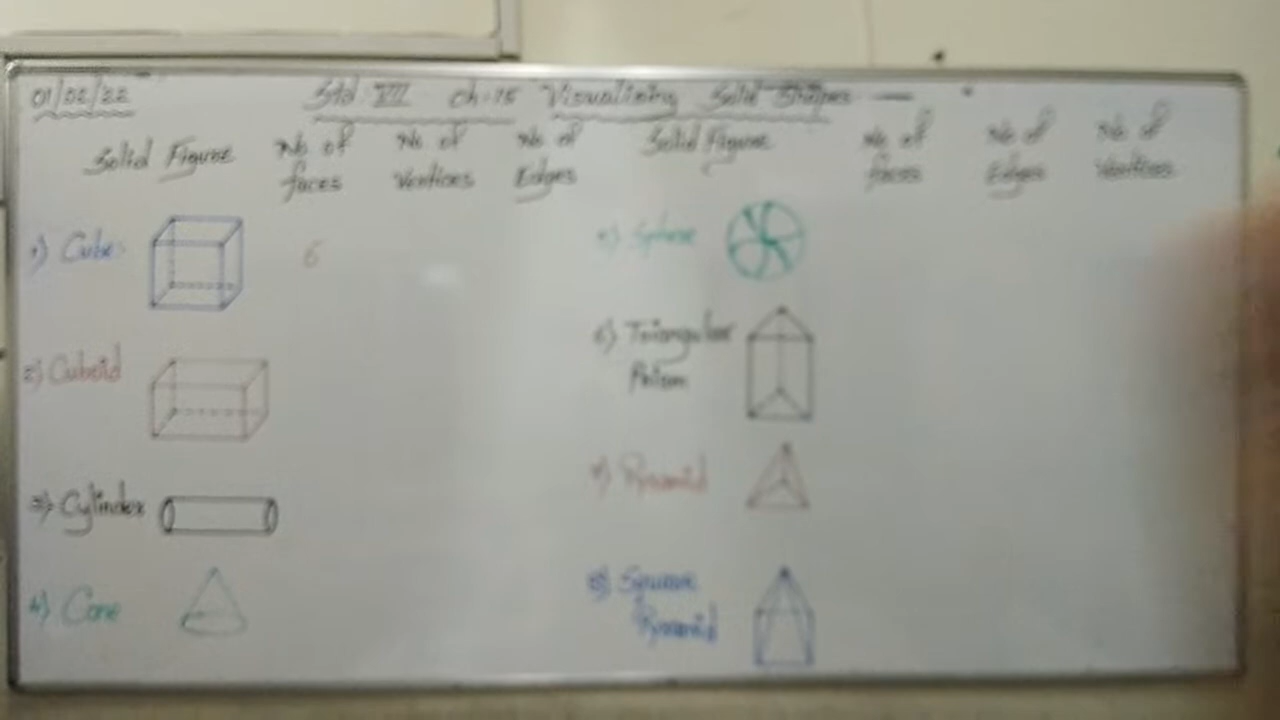 01/02/22
Std. VII ch-15 Visualising Solid Shapes
Solid Figure No of faces No of Vertices No of Edges
Solid Figure No of faces No of Edges No of Vertices
1) Cube 6
2) Cuboid
3) Cylinder
4) Cone
5) Sphere
6) Triangular
Prism
7) Pyramid
8) Square
Pyramid